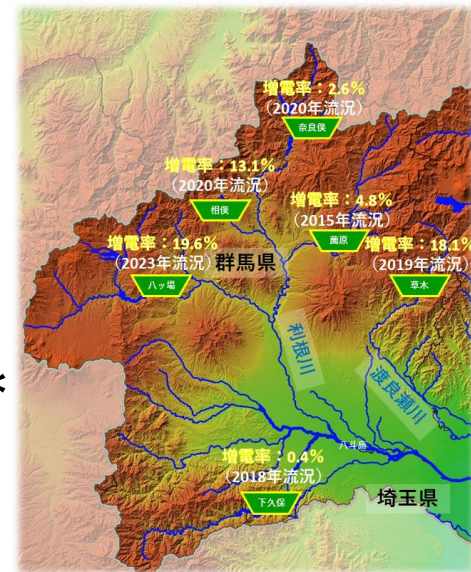 増電率：2.6%
（2020年流況）
奈良俣
増電率：13.1%
（2020年流況）
相俣
増電率：4.8%
（2015年流況）
薗原
増電率：18.1%
（2019年流況）
草木
増電率：19.6%
（2023年流況）
八ッ場
群馬県
利根川
渡良瀬川
八斗島
増電率：0.4%
（2018年流況）
下久保
埼玉県